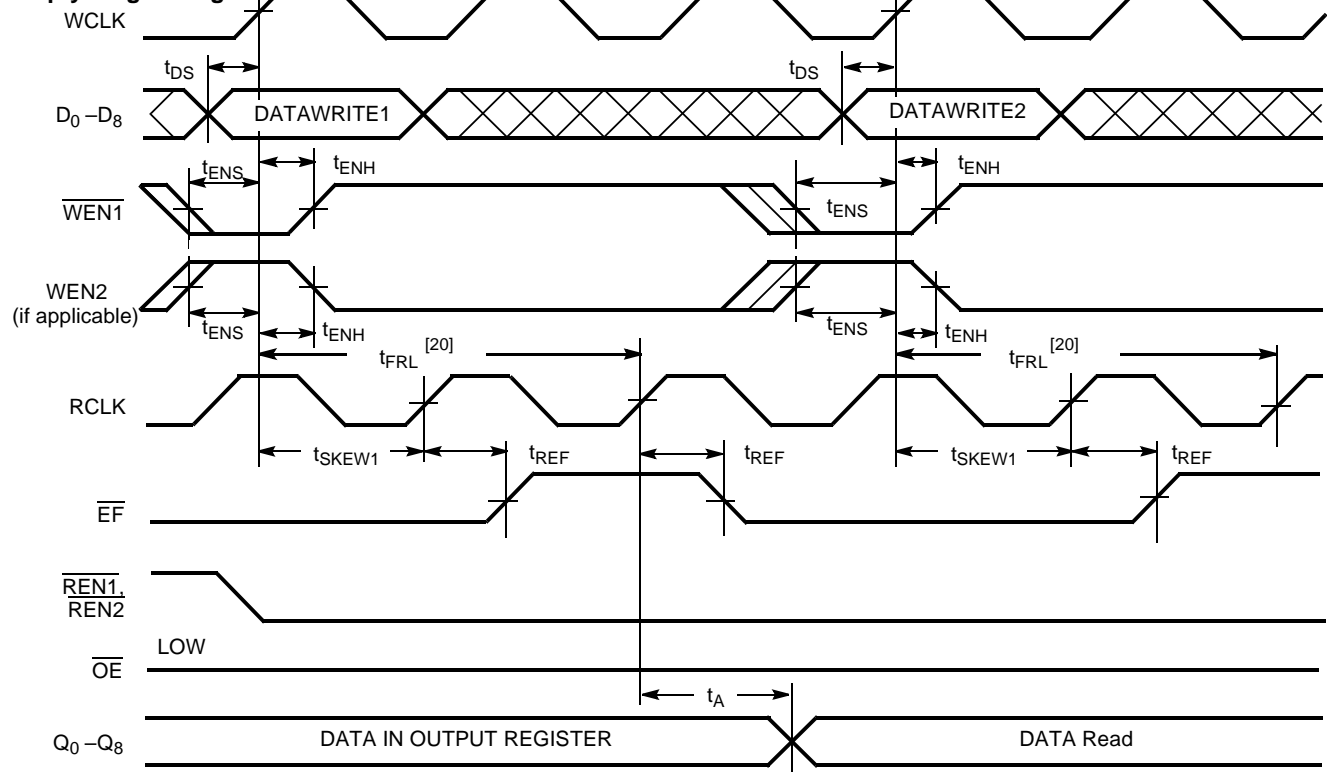 WCLK
tDS
tDS
D0 –D8
DATAWRITE1
DATAWRITE2
tENS
tENH
tENH
WEN1
tENS
WEN2
(if applicable)
tENS
tENH
tENS
tENH
tFRL [20]
tFRL [20]
RCLK
tSKEW1
tREF
tREF
tSKEW1
tREF
EF
REN1,
REN2
LOW
OE
tA
Q0 –Q8
DATA IN OUTPUT REGISTER
DATA Read